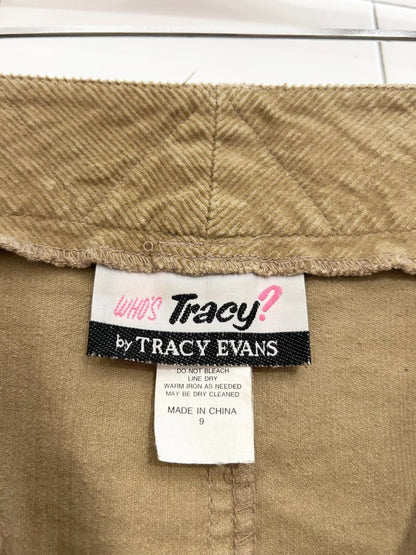 WHO'S Tracy?
by TRACY EVANS
DO NOT BLEACH
LINE DRY
WARM IRON AS NEEDED
MAY BE DRY CLEANED
MADE IN CHINA
9